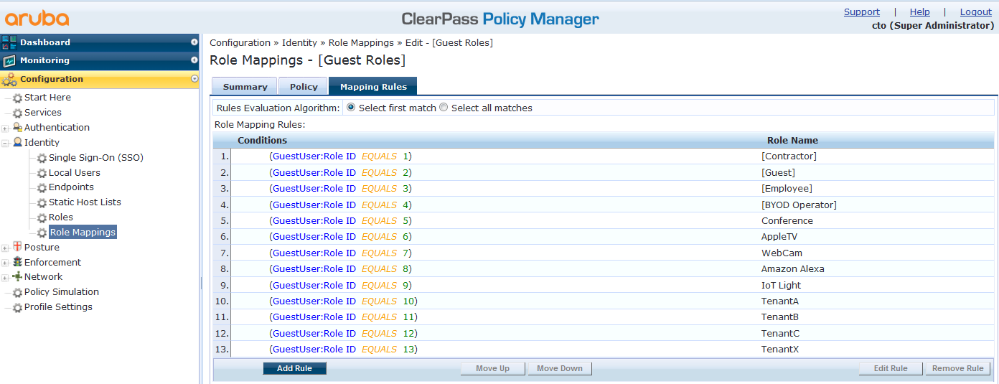 aruba
ClearPass Policy Manager
Support | Help | Logout
cto (Super Administrator)
Dashboard
Monitoring
Configuration
Start Here
Services
Authentication
Identity
Single Sign-On (SSO)
Local Users
Endpoints
Static Host Lists
Roles
Role Mappings
Posture
Enforcement
Network
Policy Simulation
Profile Settings
Configuration » Identity » Role Mappings » Edit - [Guest Roles]
Role Mappings - [Guest Roles]
Summary Policy Mapping Rules
Rules Evaluation Algorithm: Select first match Select all matches
Role Mapping Rules:
Conditions Role Name
1. (GuestUser:Role ID EQUALS 1) [Contractor]
2. (GuestUser:Role ID EQUALS 2) [Guest]
3. (GuestUser:Role ID EQUALS 3) [Employee]
4. (GuestUser:Role ID EQUALS 4) [BYOD Operator]
5. (GuestUser:Role ID EQUALS 5) Conference
6. (GuestUser:Role ID EQUALS 6) AppleTV
7. (GuestUser:Role ID EQUALS 7) WebCam
8. (GuestUser:Role ID EQUALS 8) Amazon Alexa
9. (GuestUser:Role ID EQUALS 9) IoT Light
10. (GuestUser:Role ID EQUALS 10) TenantA
11. (GuestUser:Role ID EQUALS 11) TenantB
12. (GuestUser:Role ID EQUALS 12) TenantC
13. (GuestUser:Role ID EQUALS 13) TenantX
Add Rule Move Up Move Down Edit Rule Remove Rule